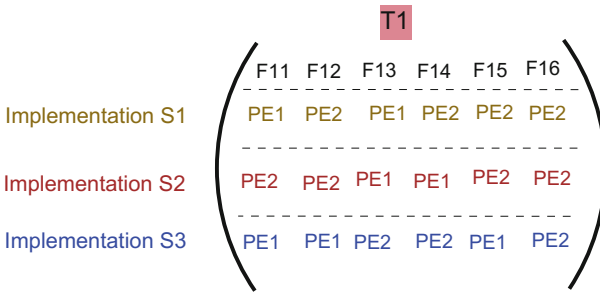 T1
F11 F12 F13 F14 F15 F16
Implementation S1 PE1 PE2 PE1 PE2 PE2 PE2
Implementation S2 PE2 PE2 PE1 PE1 PE2 PE2
Implementation S3 PE1 PE1 PE2 PE2 PE1 PE2